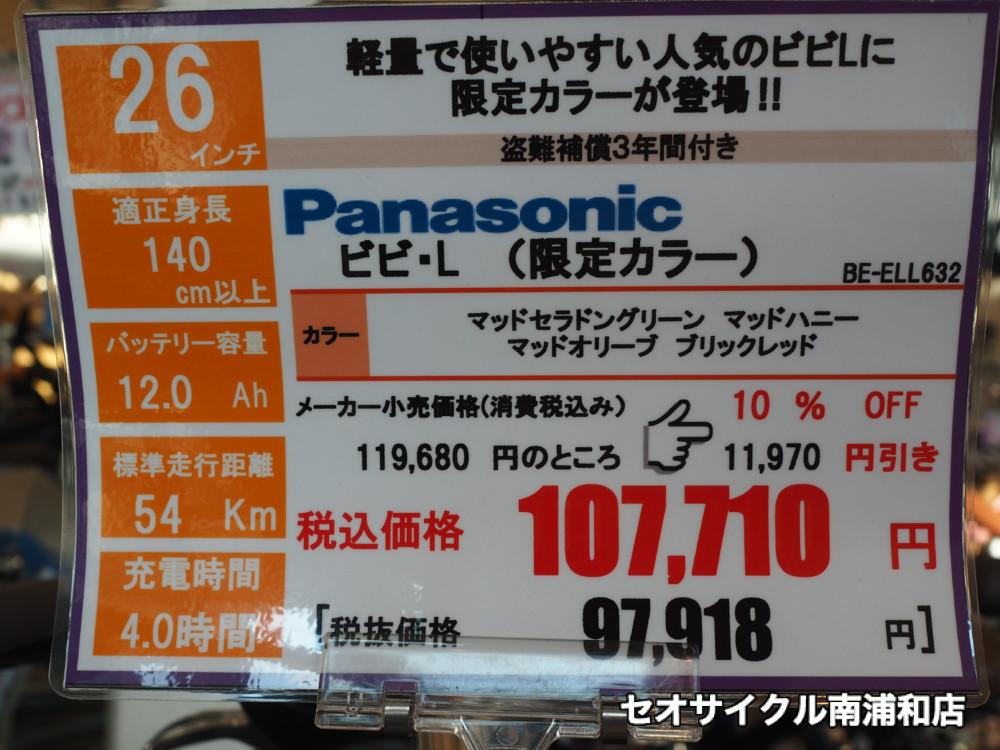 26
インチ
軽量で使いやすい人気のビビLに
限定カラーが登場!!
盗難補償3年間付き
適正身長
140
cm以上
バッテリー容量
12.0 Ah
標準走行距離
54 Km
充電時間
4.0時間
Panasonic
ビビ・L （限定カラー）
BE-ELL632
カラー
マッドセラドングリーン マッドハニー
マッドオリーブ ブリックレッド
メーカー小売価格(消費税込み)
10 % OFF
119,680 円のところ
11,970 円引き
税込価格 107,710 円
[税抜価格 97,918 円]
セオサイクル南浦和店